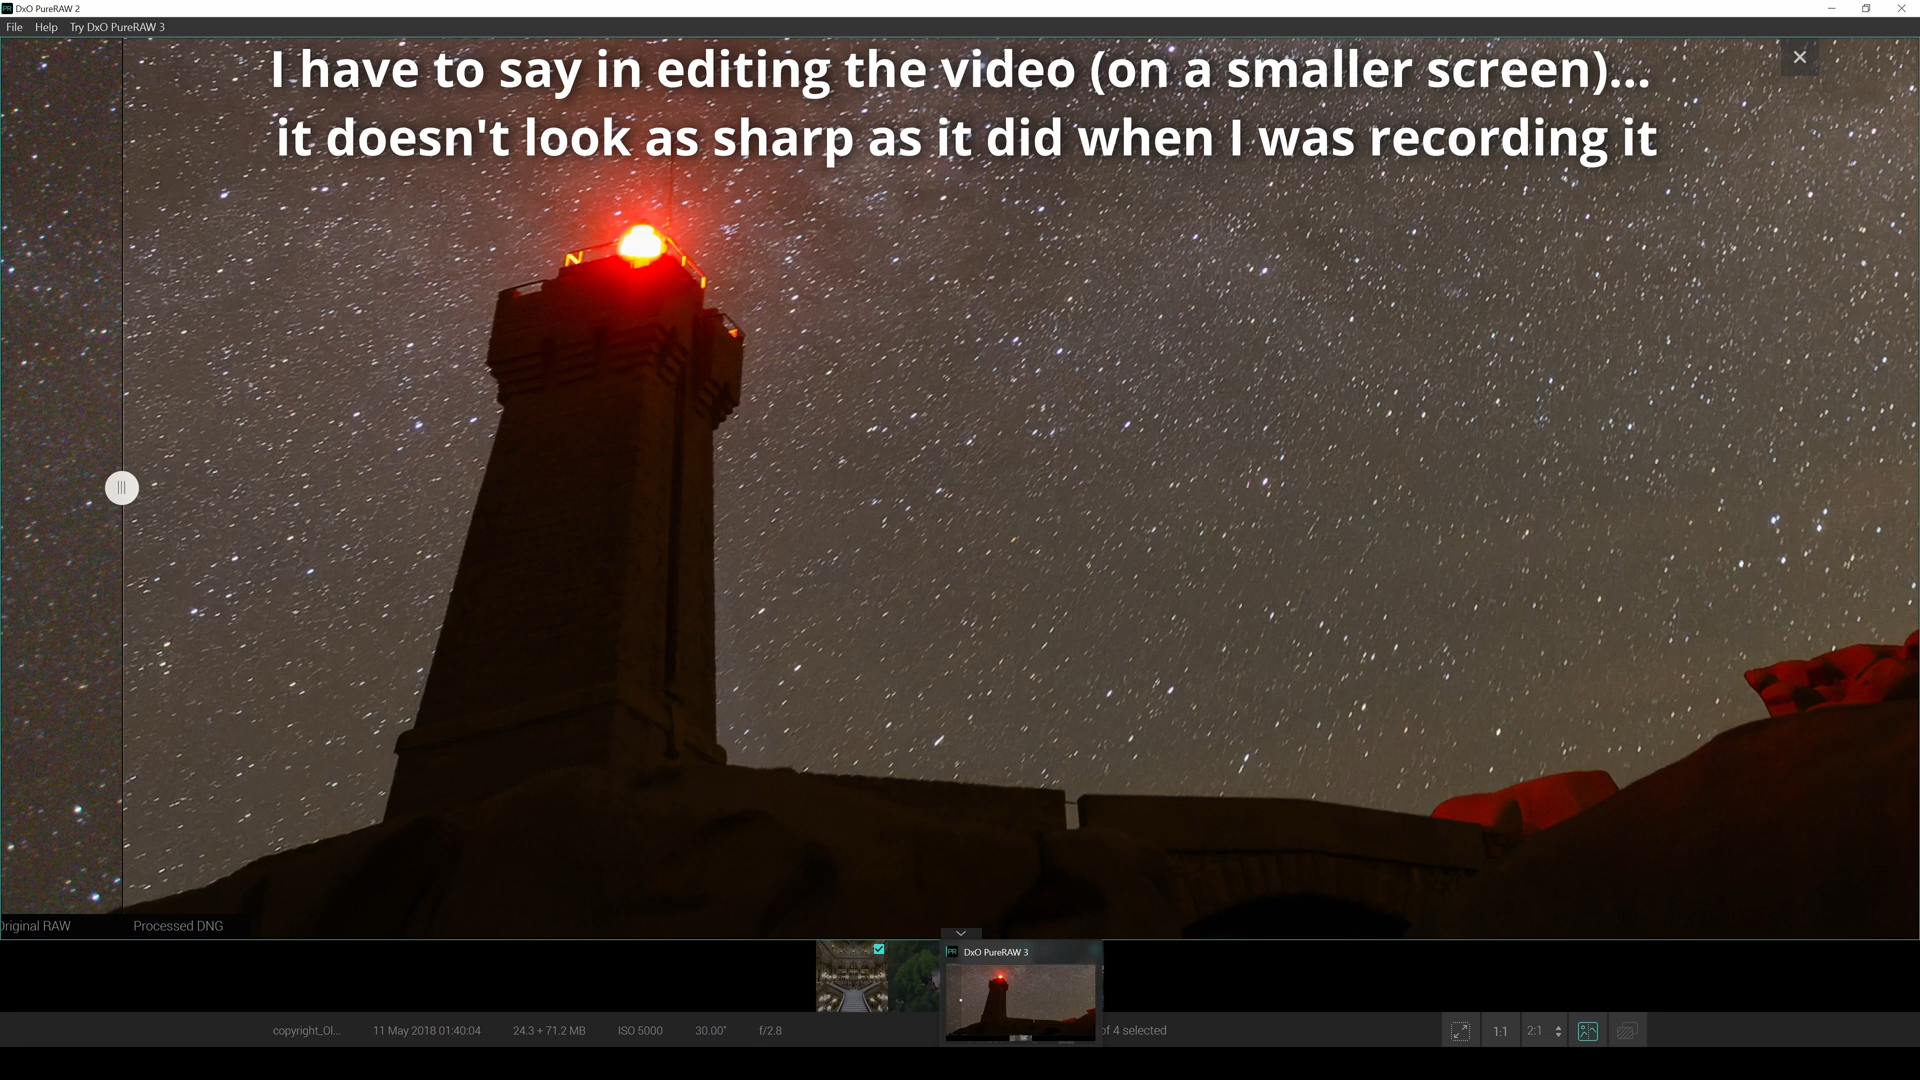 DxO PureRAW 2
File Help Try DxO PureRAW 3
I have to say in editing the video (on a smaller screen)...
it doesn't look as sharp as it did when I was recording it
Original RAW Processed DNG
DxO PureRAW 3
copyright_Ol... 11 May 2018 01:40:04 24.3 + 71.2 MB ISO 5000 30.00" f/2.8 of 4 selected 1:1 2:1